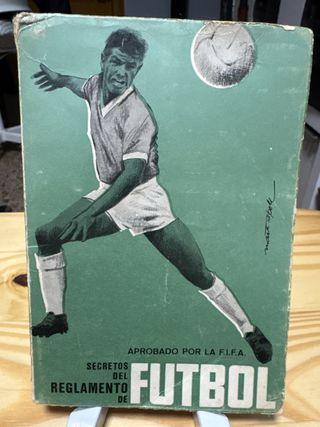 APROBADO POR LA F.I.F.A.
SECRETOS
DEL
REGLAMENTO
DE FUTBOL